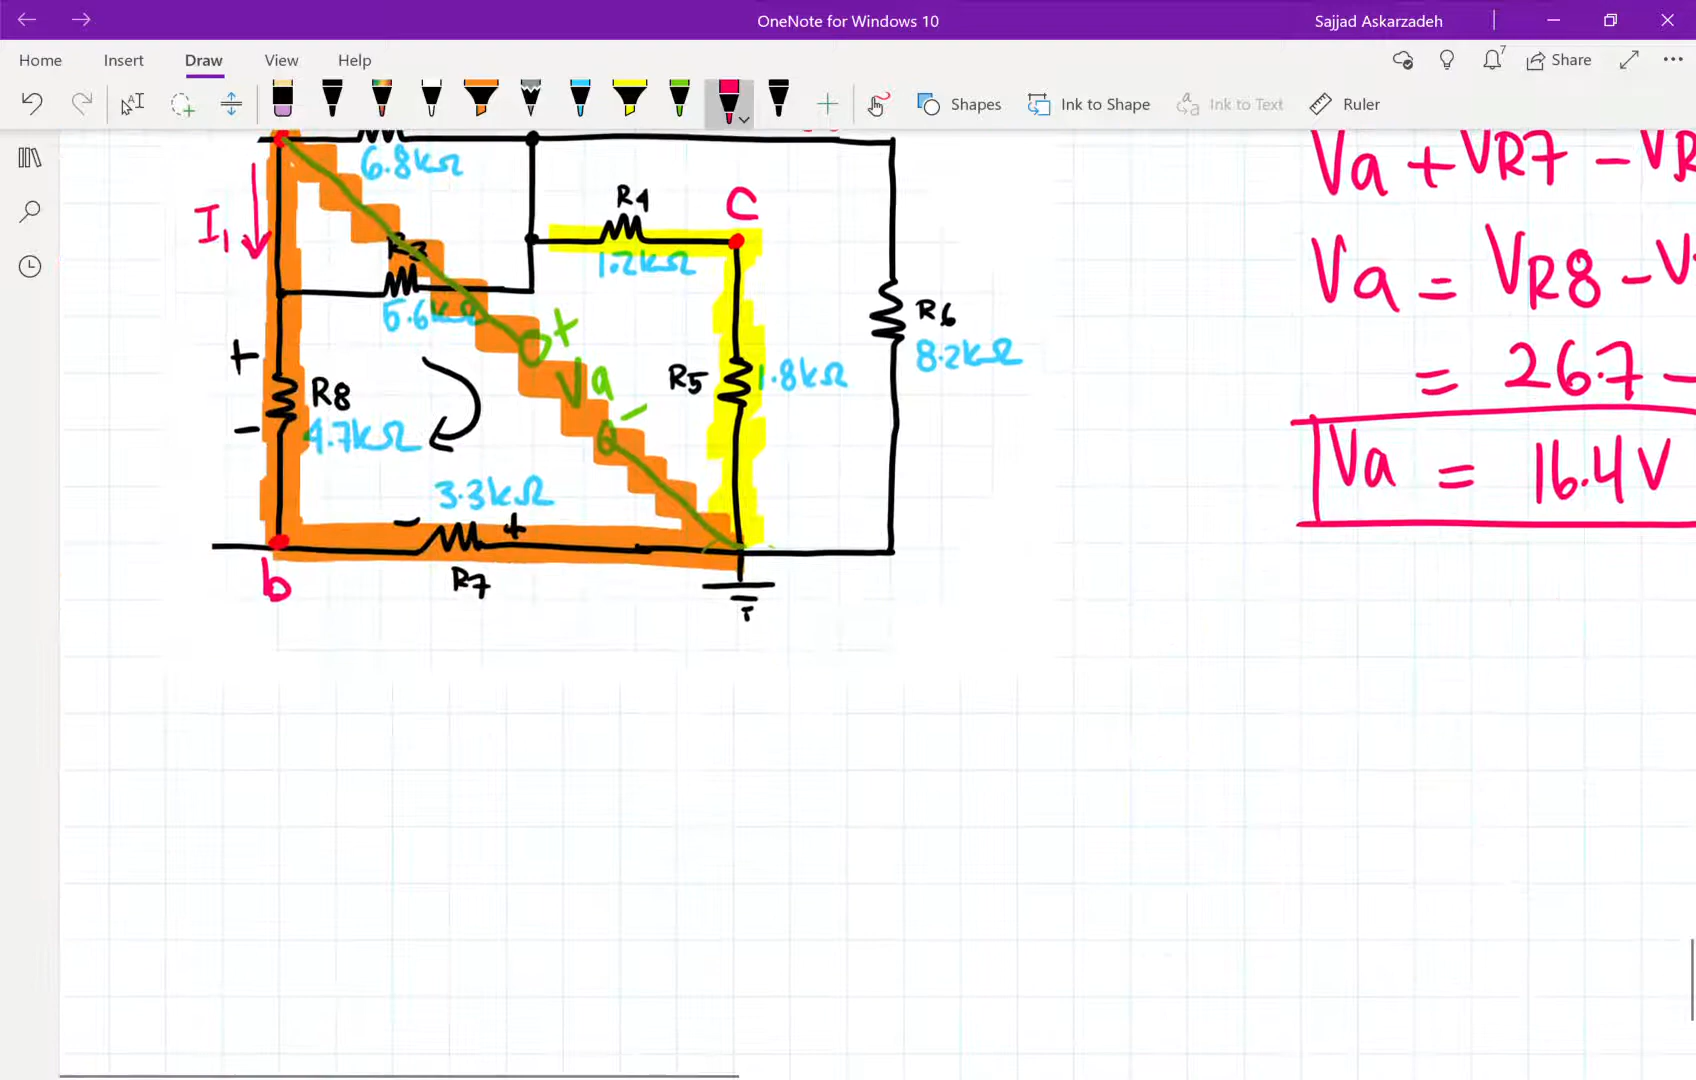 OneNote for Windows 10
Sajjad Askarzadeh
Home Insert Draw View Help
7
Share
Shapes
Ink to Shape
Ink to Text
Ruler
6.8kΩ
I1
R3
5.6kΩ
R4
1.2kΩ
C
+
Va
-
R5
1.8kΩ
R6
8.2kΩ
+
R8
-
4.7kΩ
3.3kΩ
- +
R7
b
Va + VR7 - VR
Va = VR8 - V
= 26.7 -
Va = 16.4V